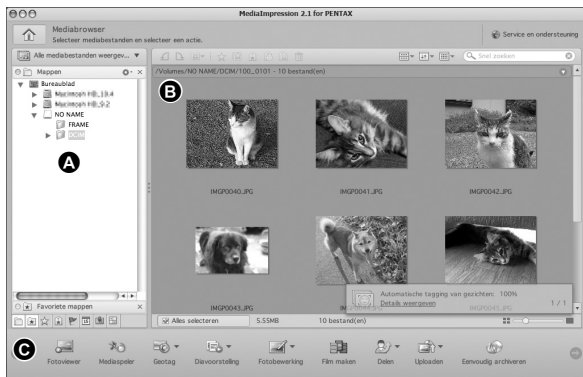 MediaImpression 2.1 for PENTAX
Mediabrowser
Selecteer mediabestanden en selecteer een actie.
Service en ondersteuning
Alle mediabestanden weergev...
Snel zoeken
Mappen
/Volumes/NO NAME/DCIM/100_0101 - 10 bestand(en)
Bureaublad
NO NAME
FRAME
DCIM
A
B
IMGP0040.JPG
IMGP0041.JPG
IMGP0042.JPG
IMGP0043.JPG
Automatische tagging van gezichten: 100%
Details weergeven
1 / 1
Favoriete mappen
Alles selecteren
5.55MB
10 bestand(en)
C
Fotoviewer
Mediaspeler
Geotag
Diavoorstelling
Fotobewerking
Film maken
Delen
Uploaden
Eenvoudig archiveren